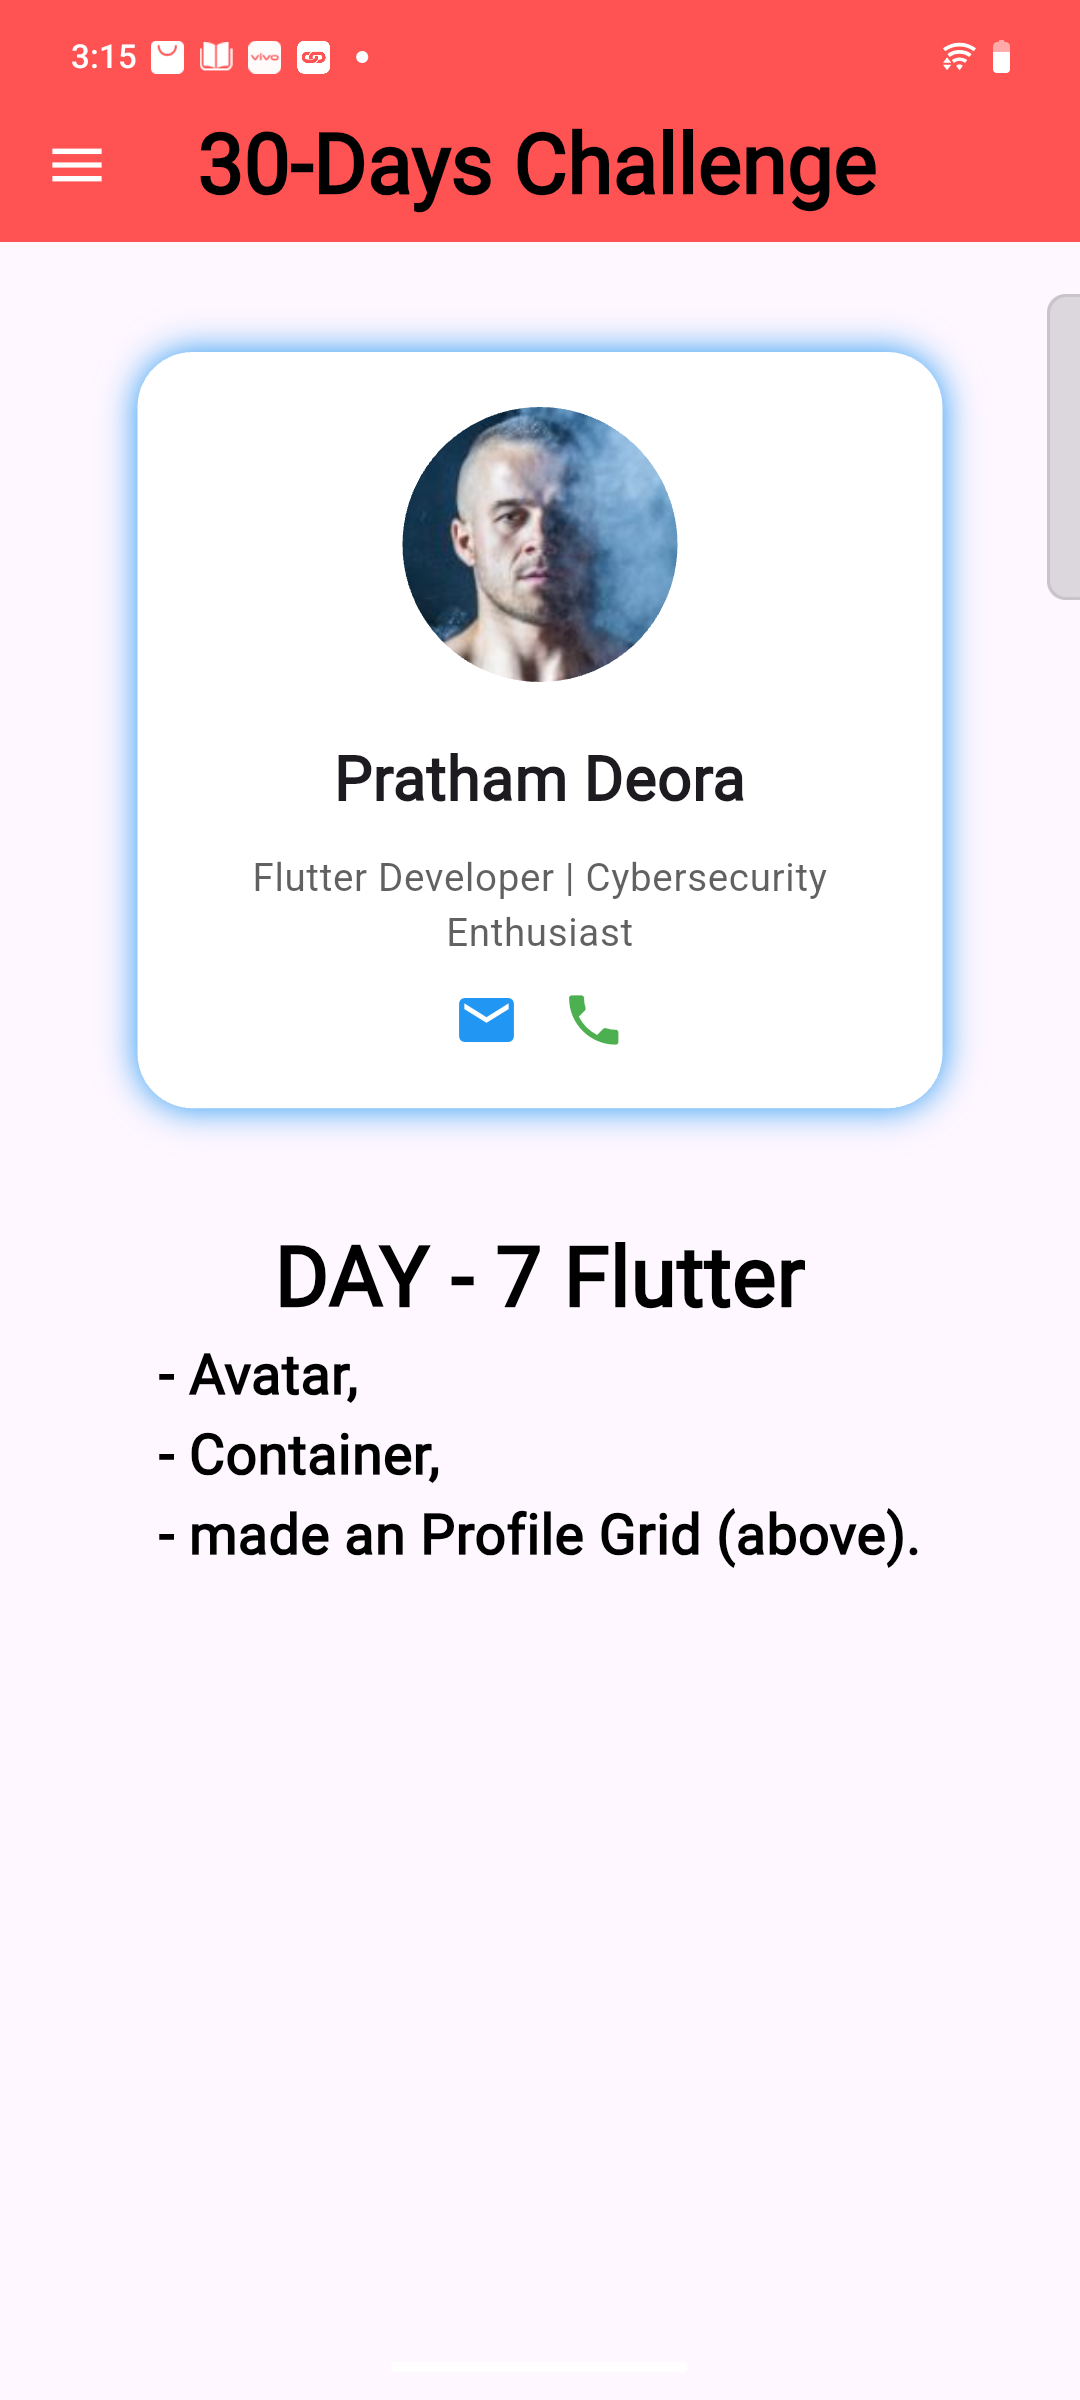 3:15
vivo
30-Days Challenge
Pratham Deora
Flutter Developer | Cybersecurity
Enthusiast
DAY - 7 Flutter
- Avatar,
- Container,
- made an Profile Grid (above).